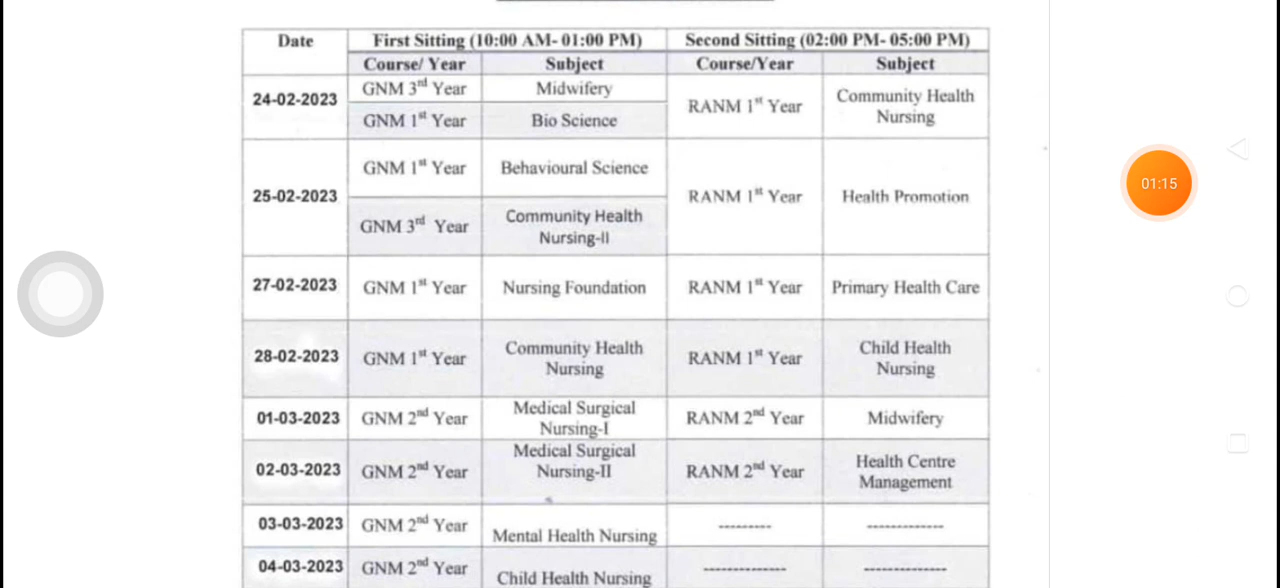 Date First Sitting (10:00 AM- 01:00 PM) Second Sitting (02:00 PM- 05:00 PM)
Course/ Year Subject Course/Year Subject
24-02-2023 GNM 3rd Year Midwifery RANM 1st Year Community Health
Nursing
GNM 1st Year Bio Science
25-02-2023 GNM 1st Year Behavioural Science RANM 1st Year Health Promotion
GNM 3rd Year Community Health
Nursing-II
27-02-2023 GNM 1st Year Nursing Foundation RANM 1st Year Primary Health Care
28-02-2023 GNM 1st Year Community Health
Nursing RANM 1st Year Child Health
Nursing
01-03-2023 GNM 2nd Year Medical Surgical
Nursing-I RANM 2nd Year Midwifery
02-03-2023 GNM 2nd Year Medical Surgical
Nursing-II RANM 2nd Year Health Centre
Management
03-03-2023 GNM 2nd Year Mental Health Nursing --------- -------------
04-03-2023 GNM 2nd Year Child Health Nursing -------------- -------------
01:15